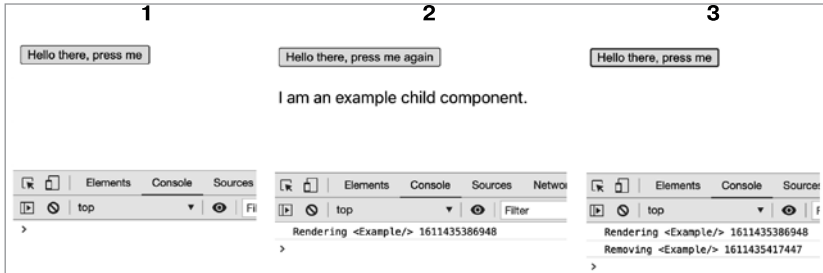 1
Hello there, press me
Elements Console Sources
top
>
2
Hello there, press me again
I am an example child component.
Elements Console Sources
top Filter
Rendering <Example/> 1611435386948
>
3
Hello there, press me
Elements Console
top
Rendering <Example/> 1611435386948
Removing <Example/> 1611435417447
>